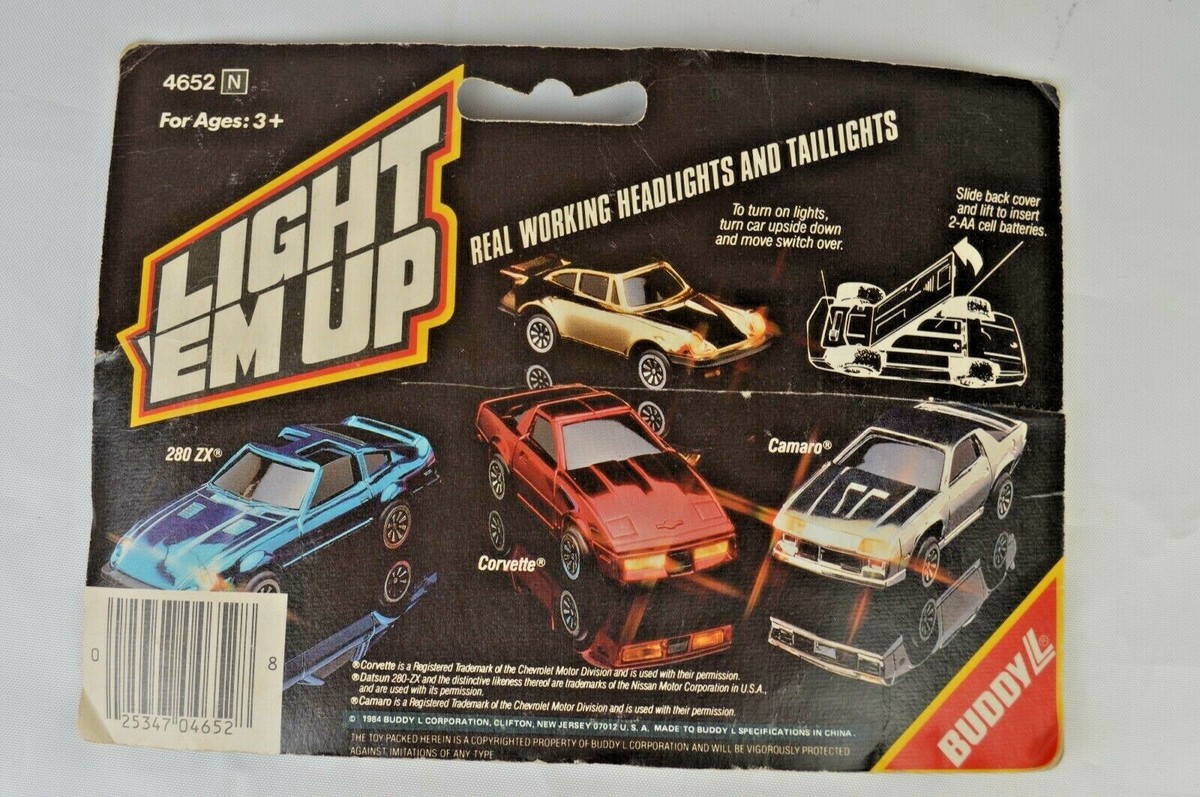 4652 N
For Ages: 3+
LIGHT
'EM UP
REAL WORKING HEADLIGHTS AND TAILLIGHTS
To turn on lights,
turn car upside down
and move switch over.
Slide back cover
and lift to insert
2-AA cell batteries.
280 ZX®
Corvette®
Camaro®
®Corvette is a Registered Trademark of the Chevrolet Motor Division and is used with their permission.
®Datsun 280-ZX and the distinctive likeness thereof are trademarks of the Nissan Motor Corporation in U.S.A.,
and are used with its permission.
®Camaro is a Registered Trademark of the Chevrolet Motor Division and is used with their permission.
© 1984 BUDDY L CORPORATION, CLIFTON, NEW JERSEY 07012 U. S. A. MADE TO BUDDY L SPECIFICATIONS IN CHINA.
THE TOY PACKED HEREIN IS A COPYRIGHTED PROPERTY OF BUDDY L CORPORATION AND WILL BE VIGOROUSLY PROTECTED
AGAINST IMITATIONS OF ANY TYPE
0 25347 04652 8
BUDDY L®